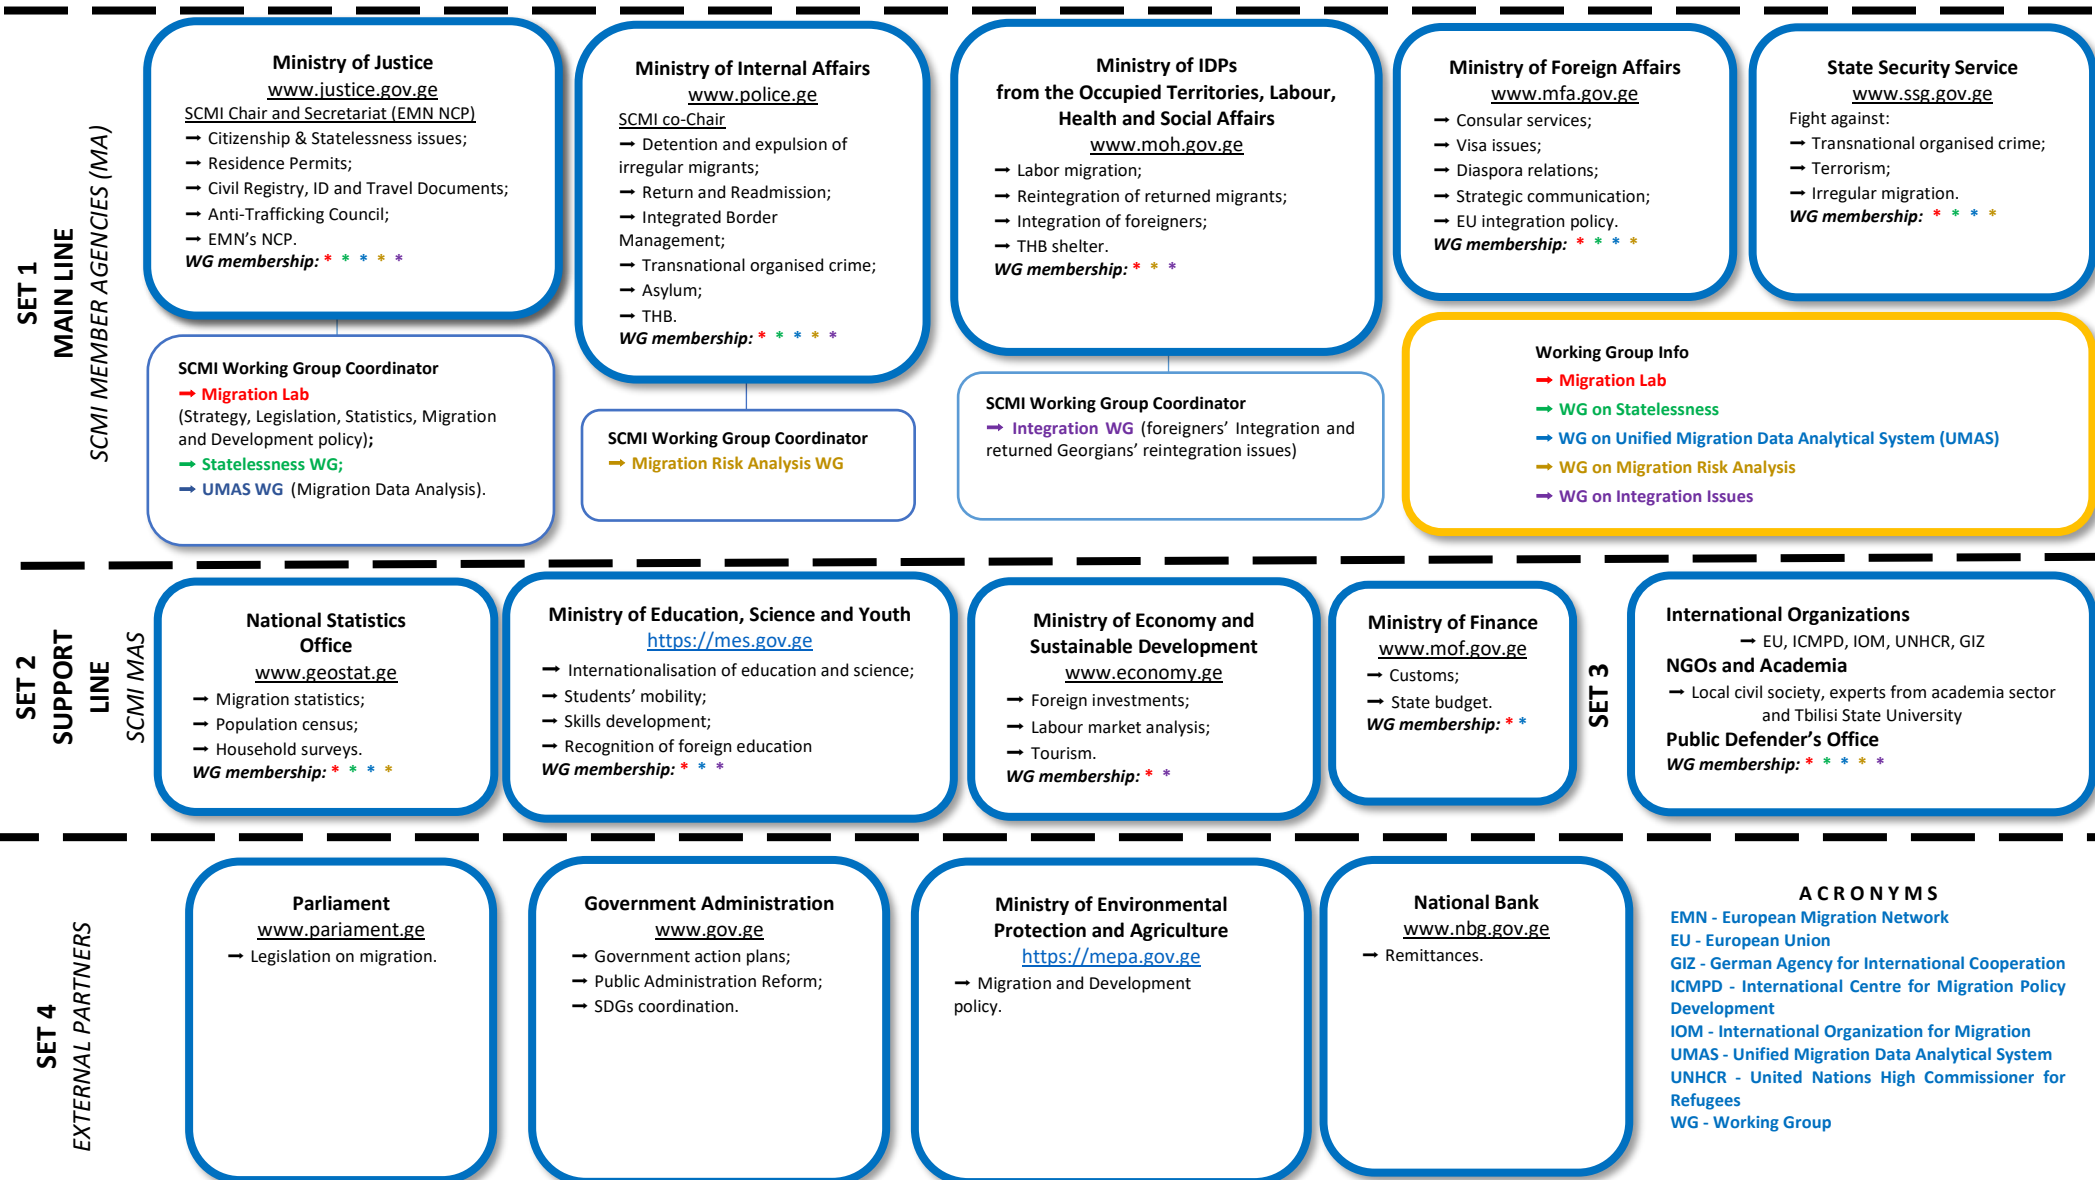 SET 1
MAIN LINE
SCMI MEMBER AGENCIES (MA)
Ministry of Justice
www.justice.gov.ge
SCMI Chair and Secretariat (EMN NCP)
➞ Citizenship & Statelessness issues;
➞ Residence Permits;
➞ Civil Registry, ID and Travel Documents;
➞ Anti-Trafficking Council;
➞ EMN's NCP.
WG membership: * * * * *
Ministry of Internal Affairs
www.police.ge
SCMI co-Chair
➞ Detention and expulsion of
irregular migrants;
➞ Return and Readmission;
➞ Integrated Border
Management;
➞ Transnational organised crime;
➞ Asylum;
➞ THB.
WG membership: * * * * *
Ministry of IDPs
from the Occupied Territories, Labour,
Health and Social Affairs
www.moh.gov.ge
➞ Labor migration;
➞ Reintegration of returned migrants;
➞ Integration of foreigners;
➞ THB shelter.
WG membership: * * *
Ministry of Foreign Affairs
www.mfa.gov.ge
➞ Consular services;
➞ Visa issues;
➞ Diaspora relations;
➞ Strategic communication;
➞ EU integration policy.
WG membership: * * * *
State Security Service
www.ssg.gov.ge
Fight against:
➞ Transnational organised crime;
➞ Terrorism;
➞ Irregular migration.
WG membership: * * * *
SCMI Working Group Coordinator
➞ Migration Lab
(Strategy, Legislation, Statistics, Migration
and Development policy);
➞ Statelessness WG;
➞ UMAS WG (Migration Data Analysis).
SCMI Working Group Coordinator
➞ Migration Risk Analysis WG
SCMI Working Group Coordinator
➞ Integration WG (foreigners' Integration and
returned Georgians' reintegration issues)
Working Group Info
➞ Migration Lab
➞ WG on Statelessness
➞ WG on Unified Migration Data Analytical System (UMAS)
➞ WG on Migration Risk Analysis
➞ WG on Integration Issues
SET 2
SUPPORT
LINE
SCMI MAS
National Statistics
Office
www.geostat.ge
➞ Migration statistics;
➞ Population census;
➞ Household surveys.
WG membership: * * * *
Ministry of Education, Science and Youth
https://mes.gov.ge
➞ Internationalisation of education and science;
➞ Students' mobility;
➞ Skills development;
➞ Recognition of foreign education
WG membership: * * *
Ministry of Economy and
Sustainable Development
www.economy.ge
➞ Foreign investments;
➞ Labour market analysis;
➞ Tourism.
WG membership: * *
Ministry of Finance
www.mof.gov.ge
➞ Customs;
➞ State budget.
WG membership: * *
SET 3
International Organizations
➞ EU, ICMPD, IOM, UNHCR, GIZ
NGOs and Academia
➞ Local civil society, experts from academia sector
and Tbilisi State University
Public Defender's Office
WG membership: * * * * *
SET 4
EXTERNAL PARTNERS
Parliament
www.pariament.ge
➞ Legislation on migration.
Government Administration
www.gov.ge
➞ Government action plans;
➞ Public Administration Reform;
➞ SDGs coordination.
Ministry of Environmental
Protection and Agriculture
https://mepa.gov.ge
➞ Migration and Development
policy.
National Bank
www.nbg.gov.ge
➞ Remittances.
A C R O N Y M S
EMN - European Migration Network
EU - European Union
GIZ - German Agency for International Cooperation
ICMPD - International Centre for Migration Policy
Development
IOM - International Organization for Migration
UMAS - Unified Migration Data Analytical System
UNHCR - United Nations High Commissioner for
Refugees
WG - Working Group